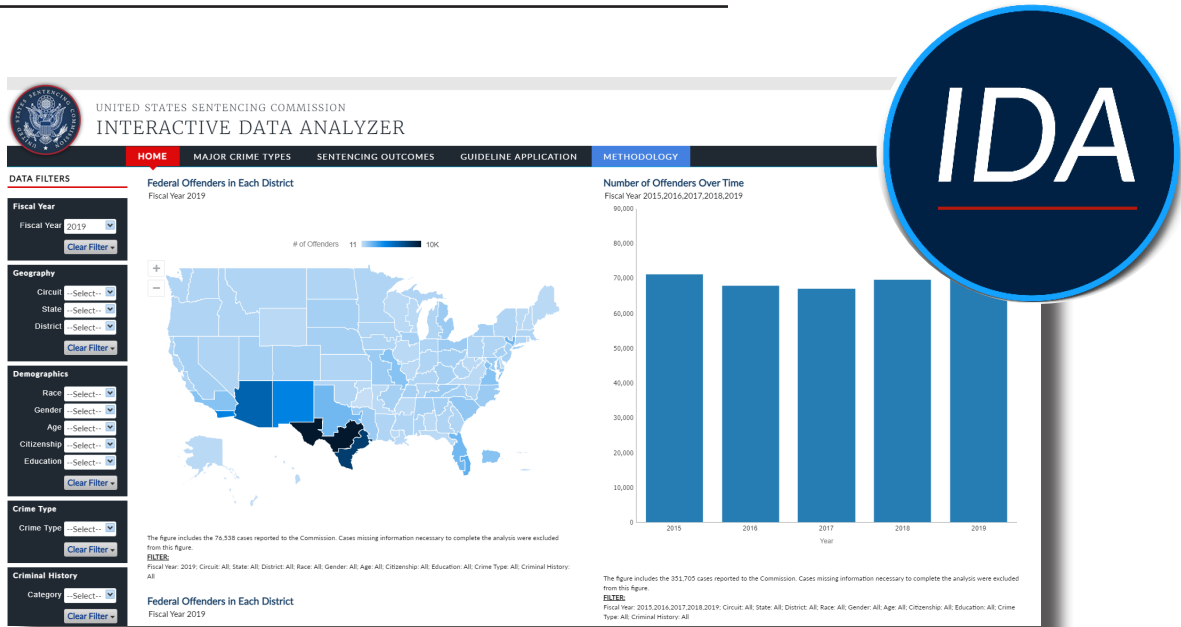 IDA
UNITED STATES SENTENCING COMMISSION
INTERACTIVE DATA ANALYZER
HOME MAJOR CRIME TYPES SENTENCING OUTCOMES GUIDELINE APPLICATION METHODOLOGY
DATA FILTERS
Fiscal Year
Fiscal Year 2019
Clear Filter
Geography
Circuit --Select--
State --Select--
District --Select--
Clear Filter
Demographics
Race --Select--
Gender --Select--
Age --Select--
Citizenship --Select--
Education --Select--
Clear Filter
Crime Type
Crime Type --Select--
Clear Filter
Criminal History
Category --Select--
Clear Filter
Federal Offenders in Each District
Fiscal Year 2019
# of Offenders 11 10K
+
−
The figure includes the 76,538 cases reported to the Commission. Cases missing information necessary to complete the analysis were excluded
from this figure.
FILTER:
Fiscal Year: 2019; Circuit: All; State: All; District: All; Race: All; Gender: All; Age: All; Citizenship: All; Education: All; Crime Type: All; Criminal History:
All
Federal Offenders in Each District
Fiscal Year 2019
Number of Offenders Over Time
Fiscal Year 2015,2016,2017,2018,2019
90,000
80,000
70,000
60,000
50,000
40,000
30,000
20,000
10,000
0
2015 2016 2017 2018 2019
Year
The figure includes the 351,705 cases reported to the Commission. Cases missing information necessary to complete the analysis were excluded
from this figure.
FILTER:
Fiscal Year: 2015,2016,2017,2018,2019; Circuit: All; State: All; District: All; Race: All; Gender: All; Age: All; Citizenship: All; Education: All; Crime
Type: All; Criminal History: All